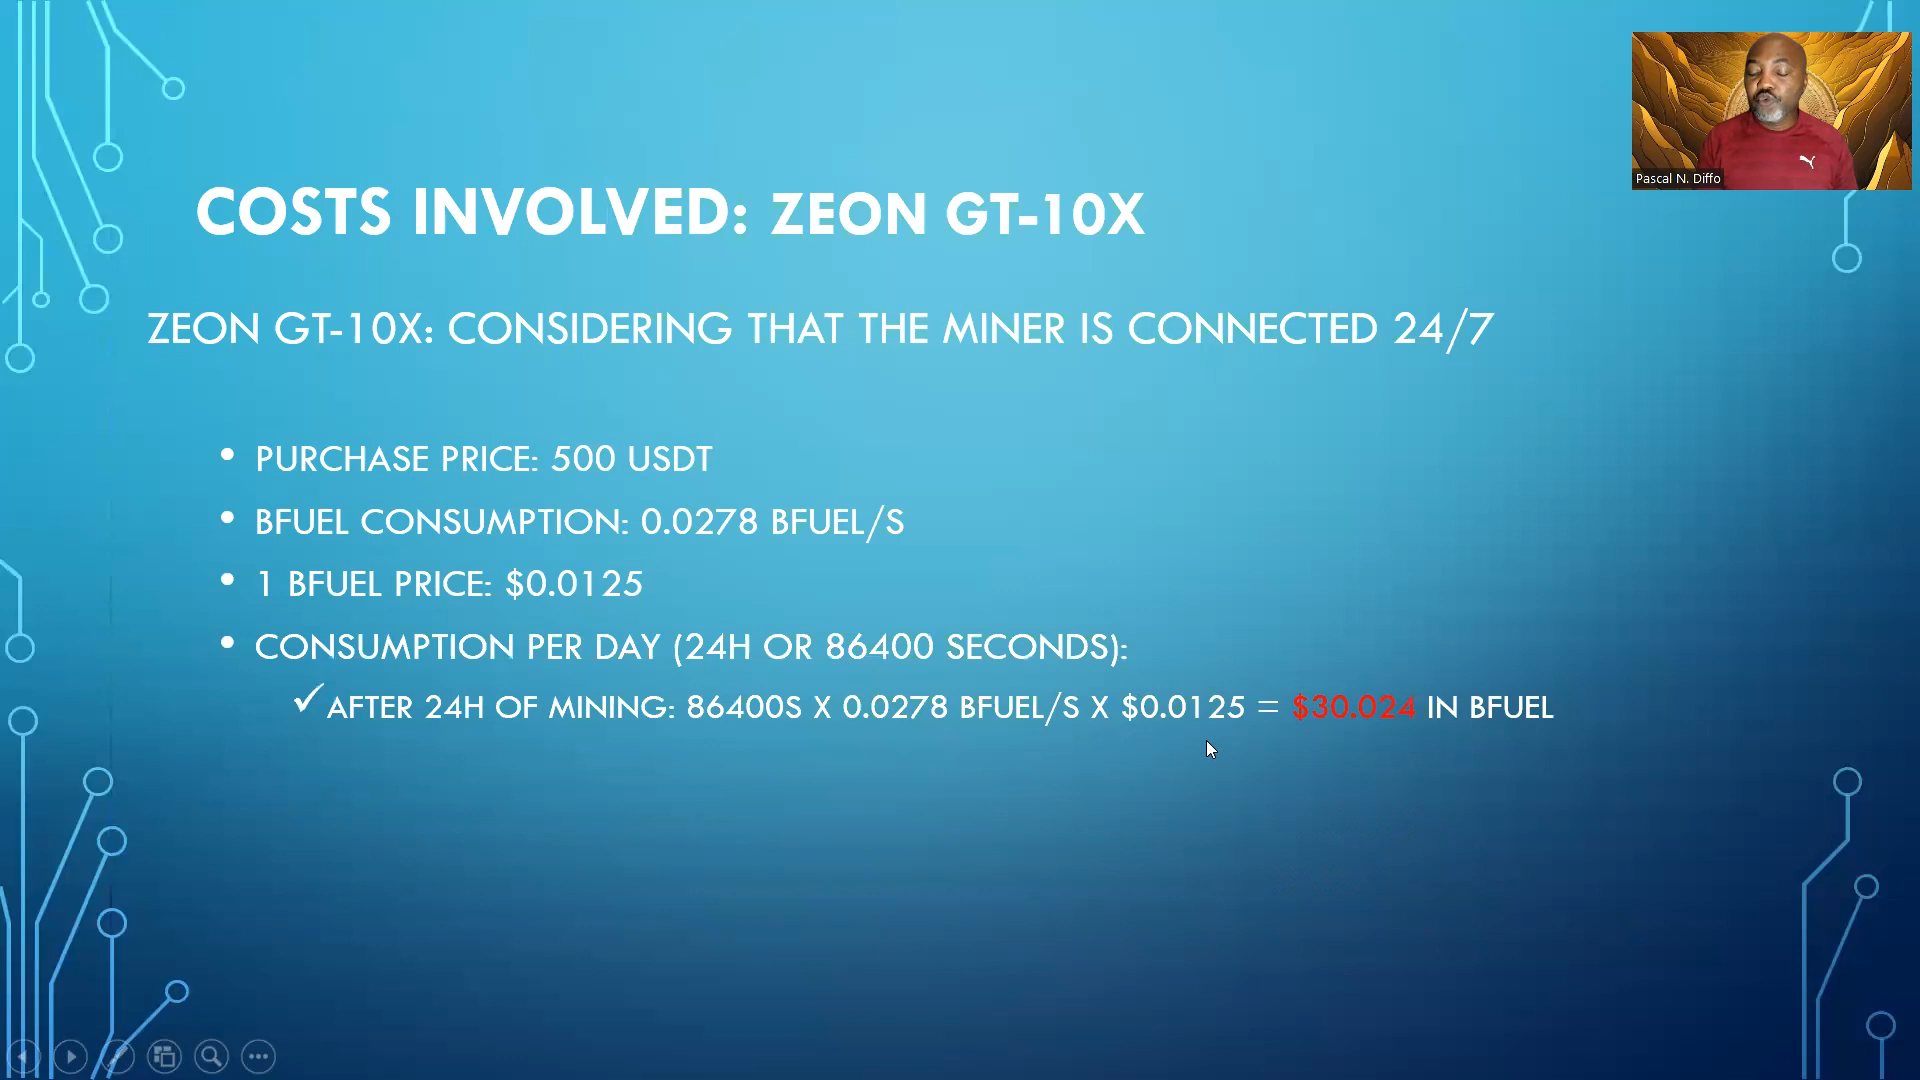 Pascal N. Diffo
COSTS INVOLVED: ZEON GT-10X
ZEON GT-10X: CONSIDERING THAT THE MINER IS CONNECTED 24/7
• PURCHASE PRICE: 500 USDT
• BFUEL CONSUMPTION: 0.0278 BFUEL/S
• 1 BFUEL PRICE: $0.0125
• CONSUMPTION PER DAY (24H OR 86400 SECONDS):
✓AFTER 24H OF MINING: 86400S X 0.0278 BFUEL/S X $0.0125 = $30.024 IN BFUEL